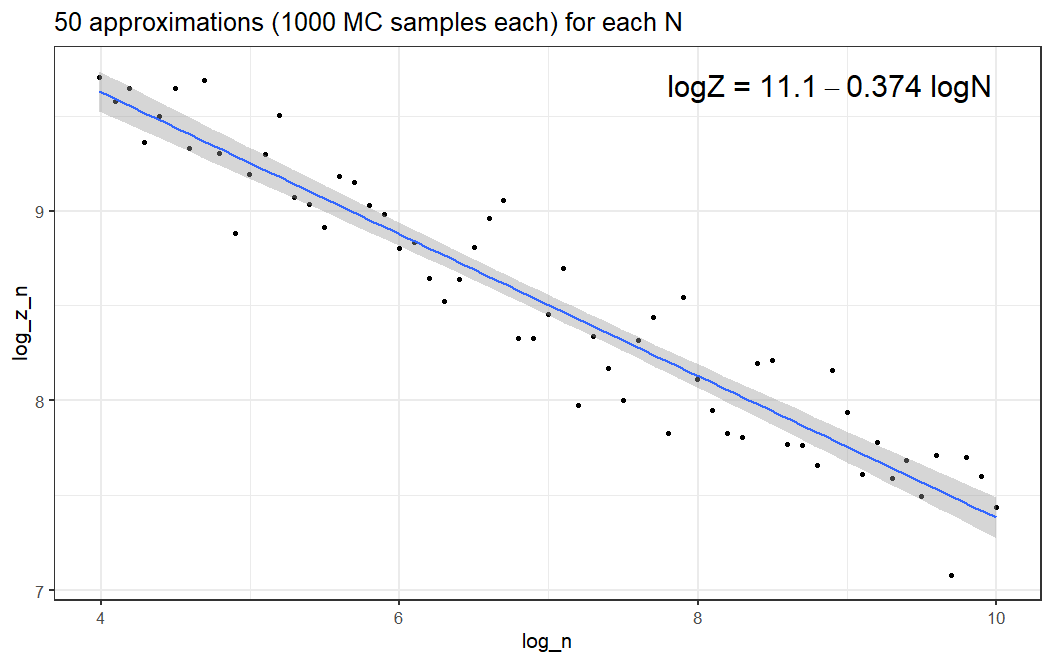 50 approximations (1000 MC samples each) for each N
logZ = 11.1 – 0.374 logN
9
8
7
log_z_n
4 6 8 10
log_n